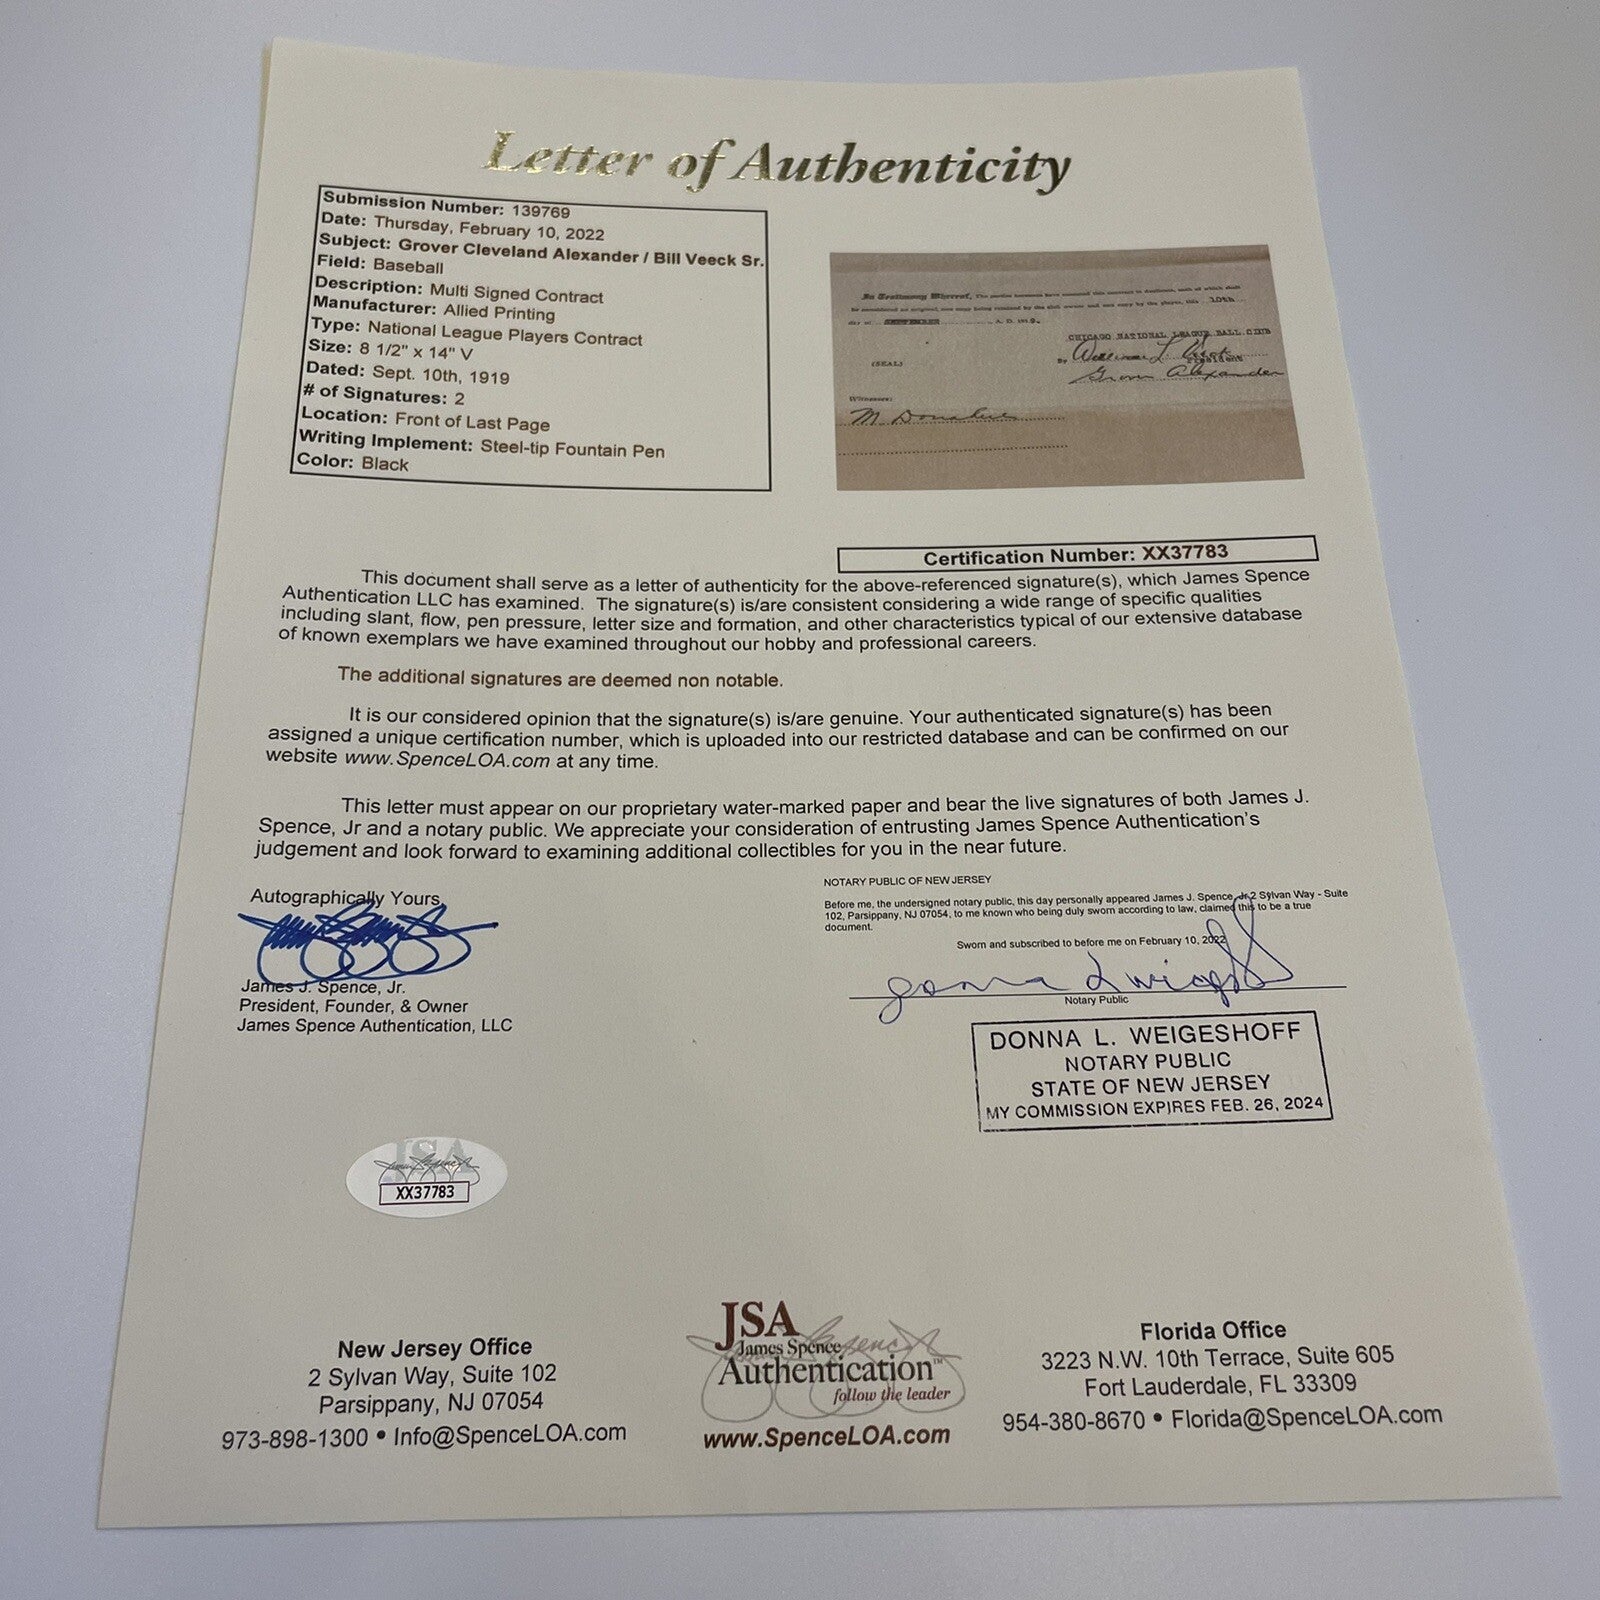 Letter of Authenticity
Submission Number: 139769
Date: Thursday, February 10, 2022
Subject: Grover Cleveland Alexander / Bill Veeck Sr.
Field: Baseball
Description: Multi Signed Contract
Manufacturer: Allied Printing
Type: National League Players Contract
Size: 8 1/2" x 14" V
Dated: Sept. 10th, 1919
# of Signatures: 2
Location: Front of Last Page
Writing Implement: Steel-tip Fountain Pen
Color: Black
In Testimony Whereof,
10th
day of SEPTEMBER A. D. 1919.
CHICAGO NATIONAL LEAGUE BALL CLUB
(SEAL)
By William L Veeck
President
Grover Alexander
Witnesses:
M Donahue
Certification Number: XX37783
This document shall serve as a letter of authenticity for the above-referenced signature(s), which James Spence
Authentication LLC has examined. The signature(s) is/are consistent considering a wide range of specific qualities
including slant, flow, pen pressure, letter size and formation, and other characteristics typical of our extensive database
of known exemplars we have examined throughout our hobby and professional careers.
The additional signatures are deemed non notable.
It is our considered opinion that the signature(s) is/are genuine. Your authenticated signature(s) has been
assigned a unique certification number, which is uploaded into our restricted database and can be confirmed on our
website www.SpenceLOA.com at any time.
This letter must appear on our proprietary water-marked paper and bear the live signatures of both James J.
Spence, Jr and a notary public. We appreciate your consideration of entrusting James Spence Authentication's
judgement and look forward to examining additional collectibles for you in the near future.
Autographically Yours,
James J. Spence, Jr.
President, Founder, & Owner
James Spence Authentication, LLC
NOTARY PUBLIC OF NEW JERSEY
Before me, the undersigned notary public, this day personally appeared James J. Spence, Jr. 2 Sylvan Way - Suite
102, Parsippany, NJ 07054, to me known who being duly sworn according to law, claimed this to be a true
document.
Sworn and subscribed to before me on February 10, 2022
Notary Public
DONNA L. WEIGESHOFF
NOTARY PUBLIC
STATE OF NEW JERSEY
MY COMMISSION EXPIRES FEB. 26, 2024
JSA
XX37783
New Jersey Office
2 Sylvan Way, Suite 102
Parsippany, NJ 07054
973-898-1300 • Info@SpenceLOA.com
JSA
James Spence
Authentication™
follow the leader
www.SpenceLOA.com
Florida Office
3223 N.W. 10th Terrace, Suite 605
Fort Lauderdale, FL 33309
954-380-8670 • Florida@SpenceLOA.com